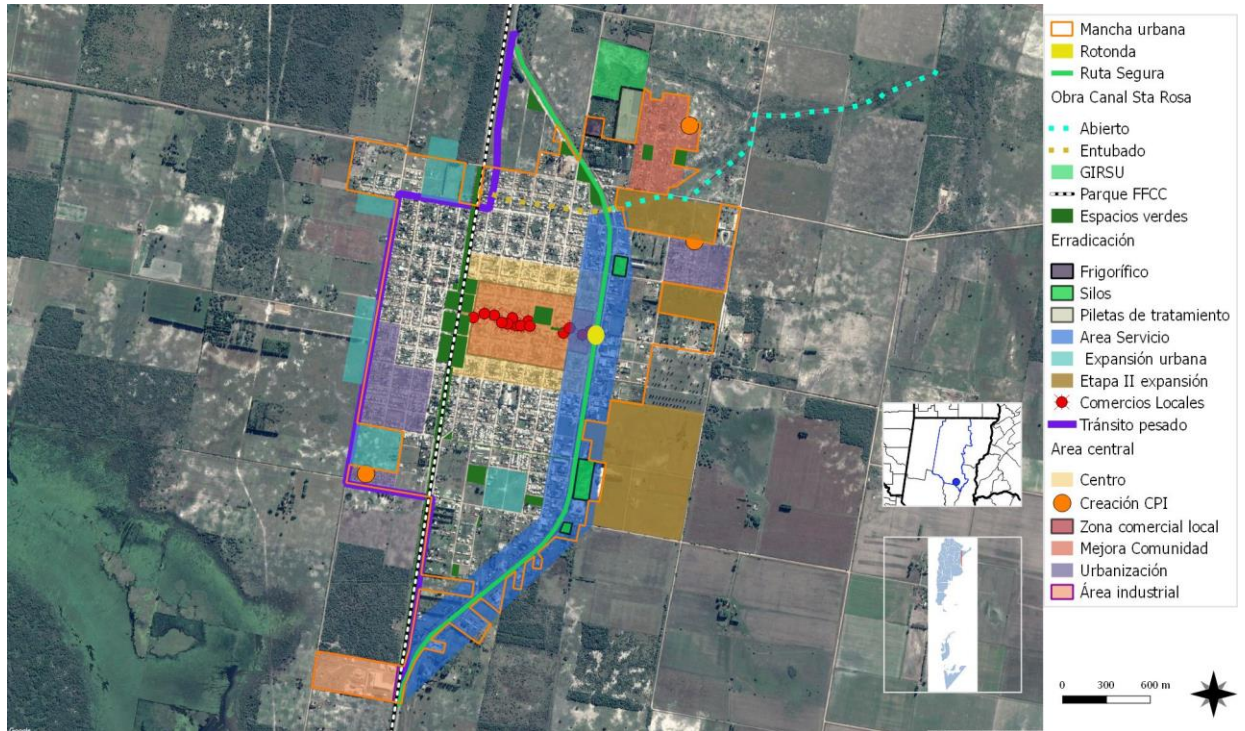 Mancha urbana
Rotonda
Ruta Segura
Obra Canal Sta Rosa
Abierto
Entubado
GIRSU
Parque FFCC
Espacios verdes
Erradicación
Frigorífico
Silos
Piletas de tratamiento
Area Servicio
Expansión urbana
Etapa II expansión
Comercios Locales
Tránsito pesado
Area central
Centro
Creación CPI
Zona comercial local
Mejora Comunidad
Urbanización
Área industrial
0 300 600 m
Google